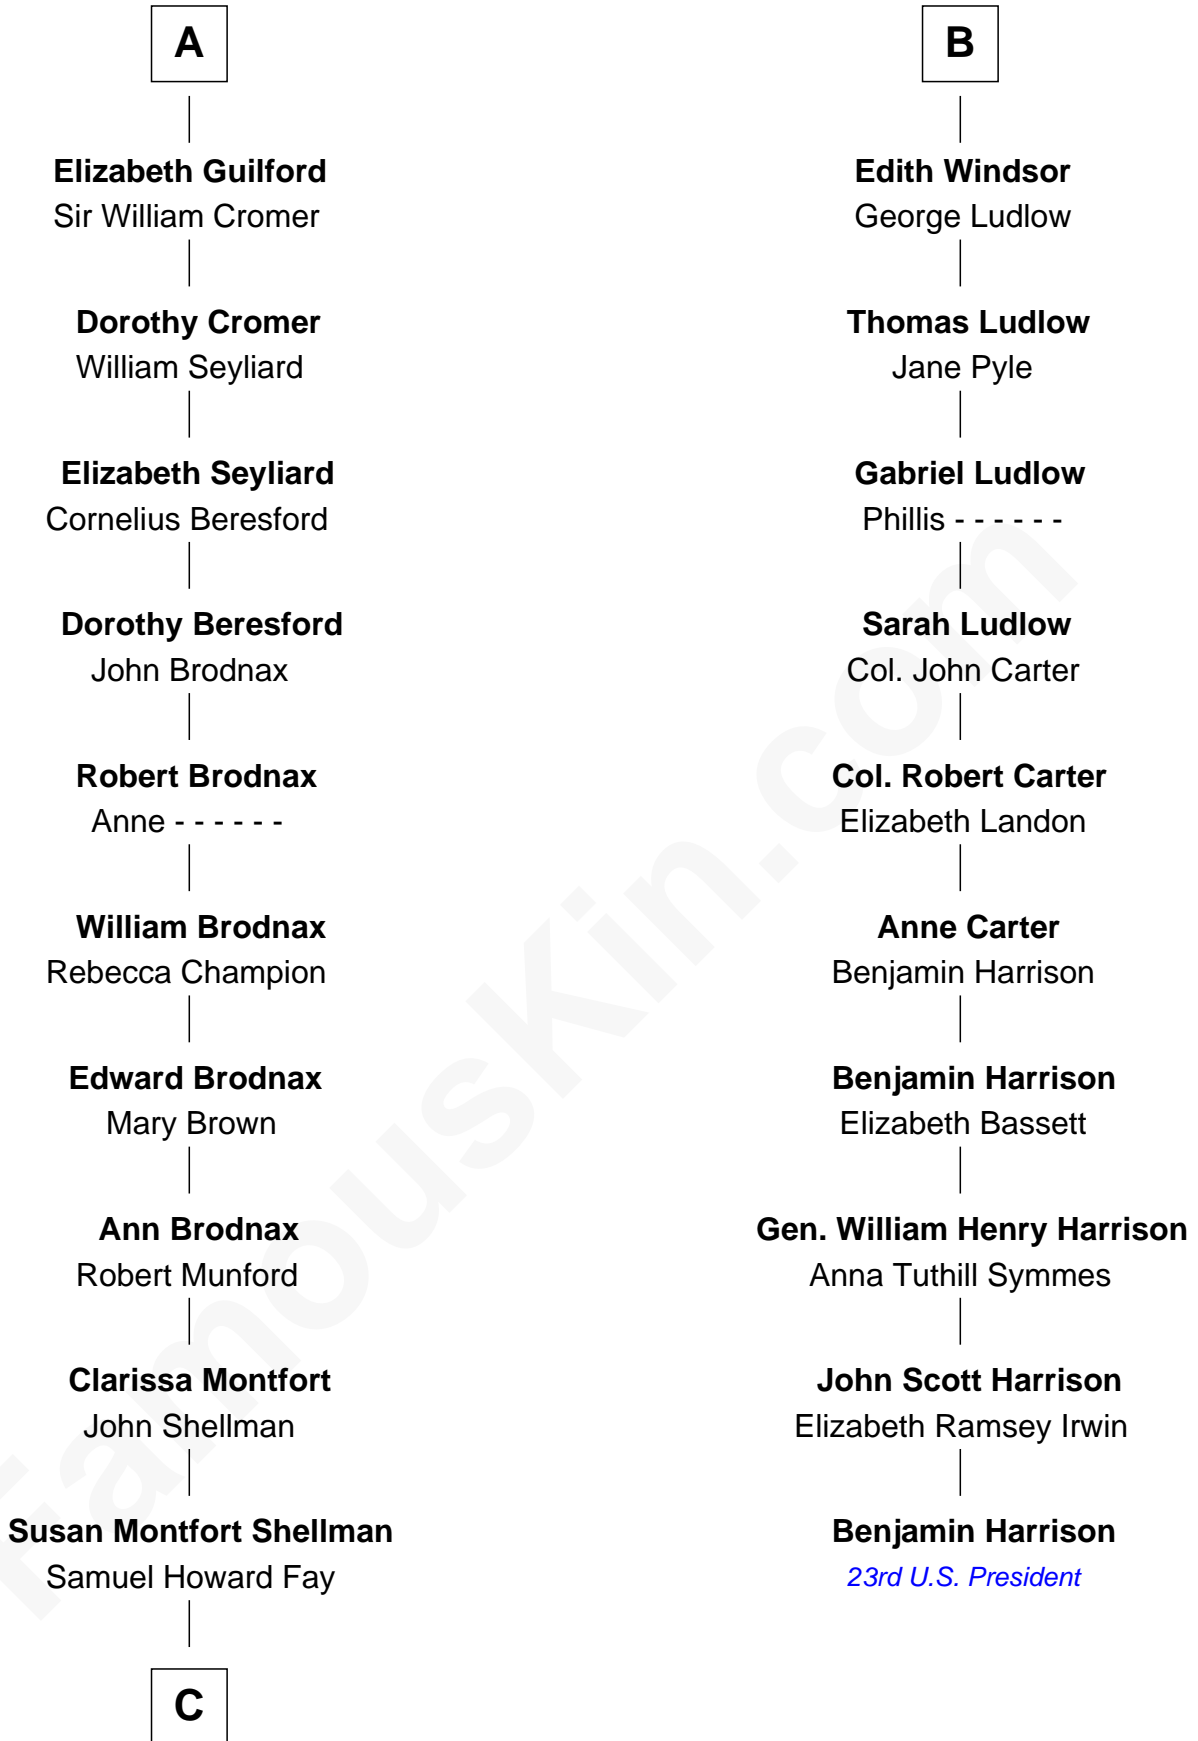 A
Elizabeth Guilford
Sir William Cromer
Dorothy Cromer
William Seyliard
Elizabeth Seyliard
Cornelius Beresford
Dorothy Beresford
John Brodnax
Robert Brodnax
Anne - - - - - -
William Brodnax
Rebecca Champion
Edward Brodnax
Mary Brown
Ann Brodnax
Robert Munford
Clarissa Montfort
John Shellman
Susan Montfort Shellman
Samuel Howard Fay
C
B
Edith Windsor
George Ludlow
Thomas Ludlow
Jane Pyle
Gabriel Ludlow
Phillis - - - - - -
Sarah Ludlow
Col. John Carter
Col. Robert Carter
Elizabeth Landon
Anne Carter
Benjamin Harrison
Benjamin Harrison
Elizabeth Bassett
Gen. William Henry Harrison
Anna Tuthill Symmes
John Scott Harrison
Elizabeth Ramsey Irwin
Benjamin Harrison
23rd U.S. President
FamousKin.com